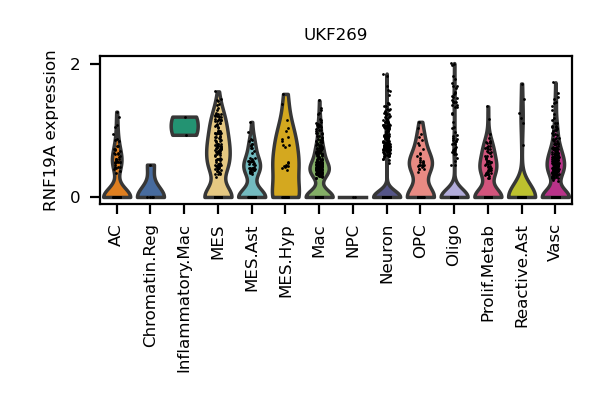 UKF269
RNF19A expression
2
0
AC
Chromatin.Reg
Inflammatory.Mac
MES
MES.Ast
MES.Hyp
Mac
NPC
Neuron
OPC
Oligo
Prolif.Metab
Reactive.Ast
Vasc